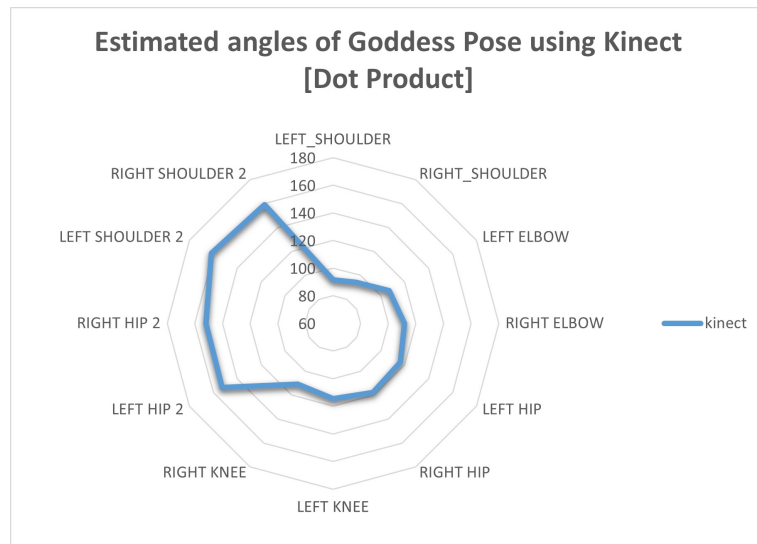 Estimated angles of Goddess Pose using Kinect
[Dot Product]
LEFT_SHOULDER
180
RIGHT SHOULDER 2
RIGHT_SHOULDER
160
140
LEFT SHOULDER 2
LEFT ELBOW
120
100
80
RIGHT HIP 2
60
RIGHT ELBOW
kinect
LEFT HIP 2
LEFT HIP
RIGHT KNEE
RIGHT HIP
LEFT KNEE